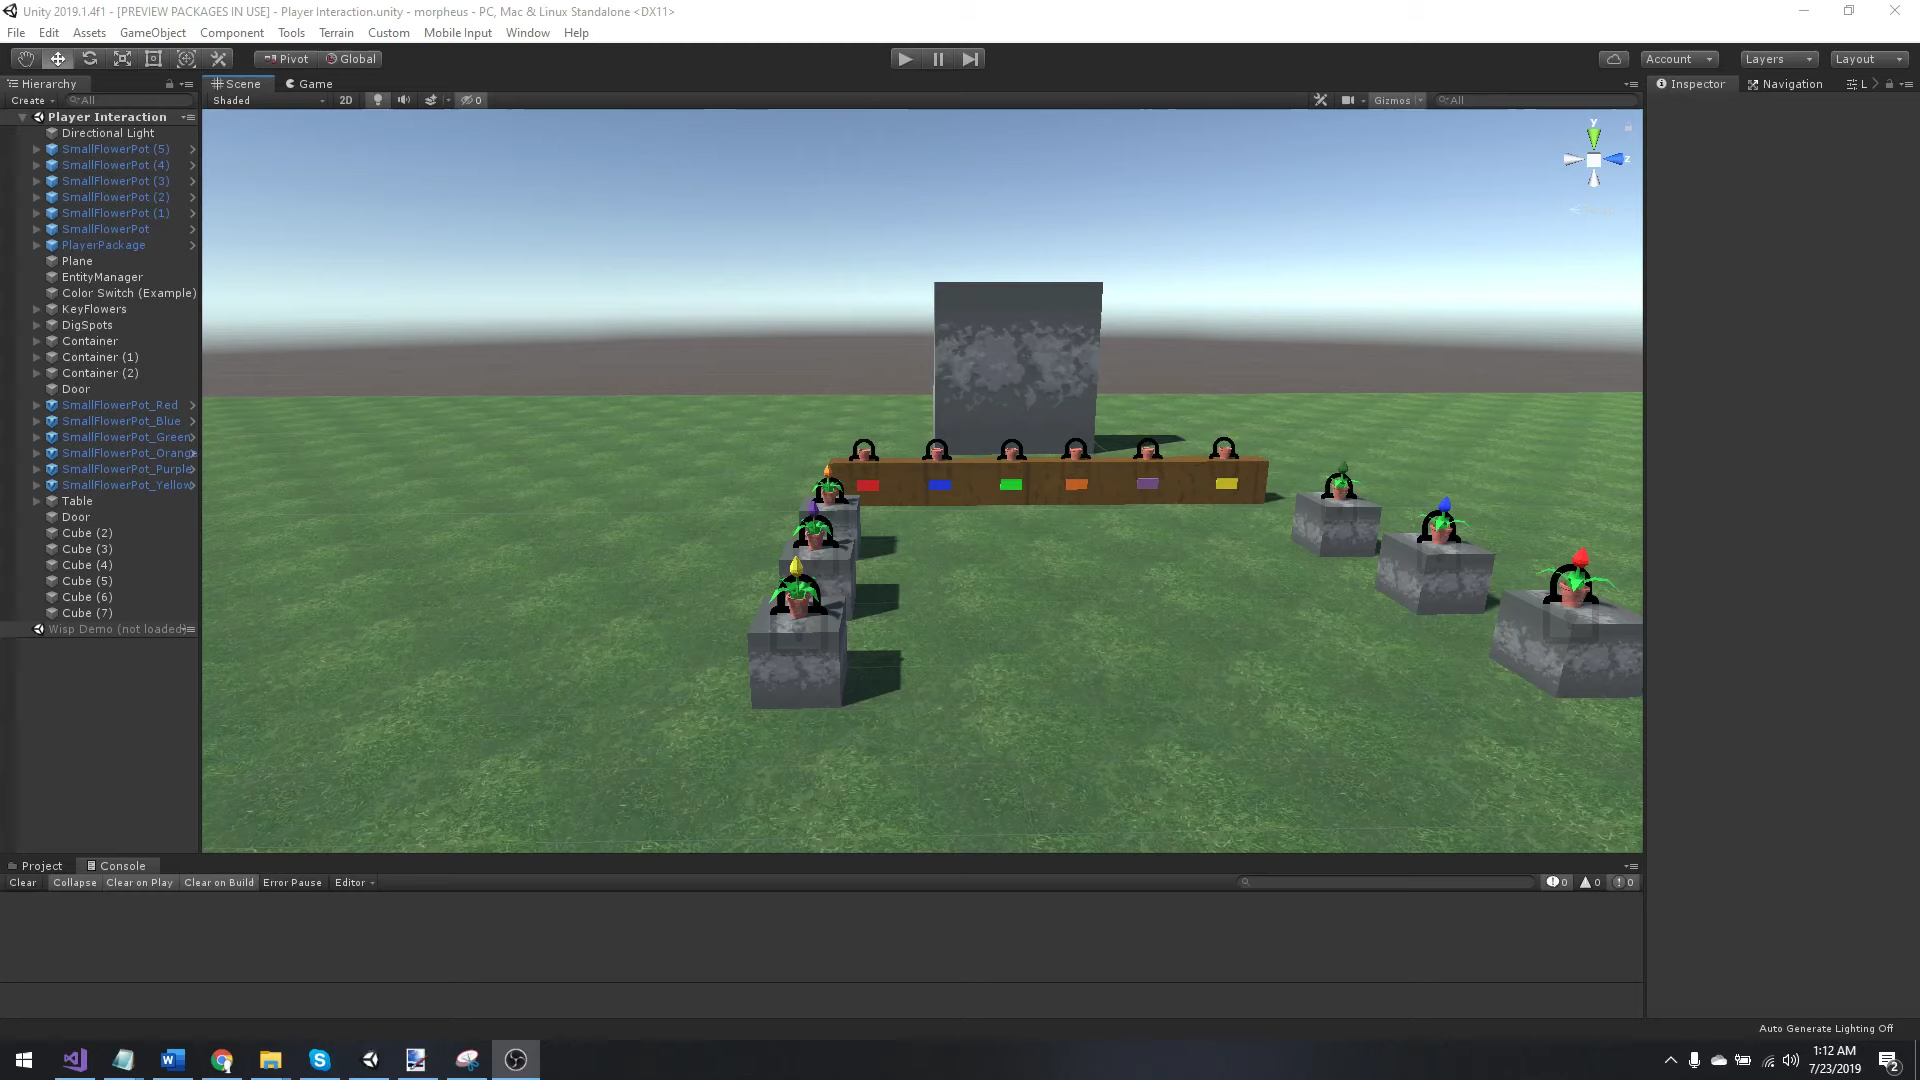 Unity 2019.1.4f1 - [PREVIEW PACKAGES IN USE] - Player Interaction.unity - morpheus - PC, Mac & Linux Standalone <DX11>
File Edit Assets GameObject Component Tools Terrain Custom Mobile Input Window Help
Pivot Global Account Layers Layout
Hierarchy Scene Game Inspector Navigation L
Create All Shaded 2D 0 Gizmos All
Player Interaction
Directional Light
SmallFlowerPot (5)
SmallFlowerPot (4)
SmallFlowerPot (3)
SmallFlowerPot (2)
SmallFlowerPot (1)
SmallFlowerPot
PlayerPackage
Plane
EntityManager
Color Switch (Example)
KeyFlowers
DigSpots
Container
Container (1)
Container (2)
Door
SmallFlowerPot_Red
SmallFlowerPot_Blue
SmallFlowerPot_Green
SmallFlowerPot_Orange
SmallFlowerPot_Purple
SmallFlowerPot_Yellow
Table
Door
Cube (2)
Cube (3)
Cube (4)
Cube (5)
Cube (6)
Cube (7)
Wisp Demo (not loaded)
y
z
Project Console
Clear Collapse Clear on Play Clear on Build Error Pause Editor 0 0 0
Auto Generate Lighting Off
1:12 AM
7/23/2019
2